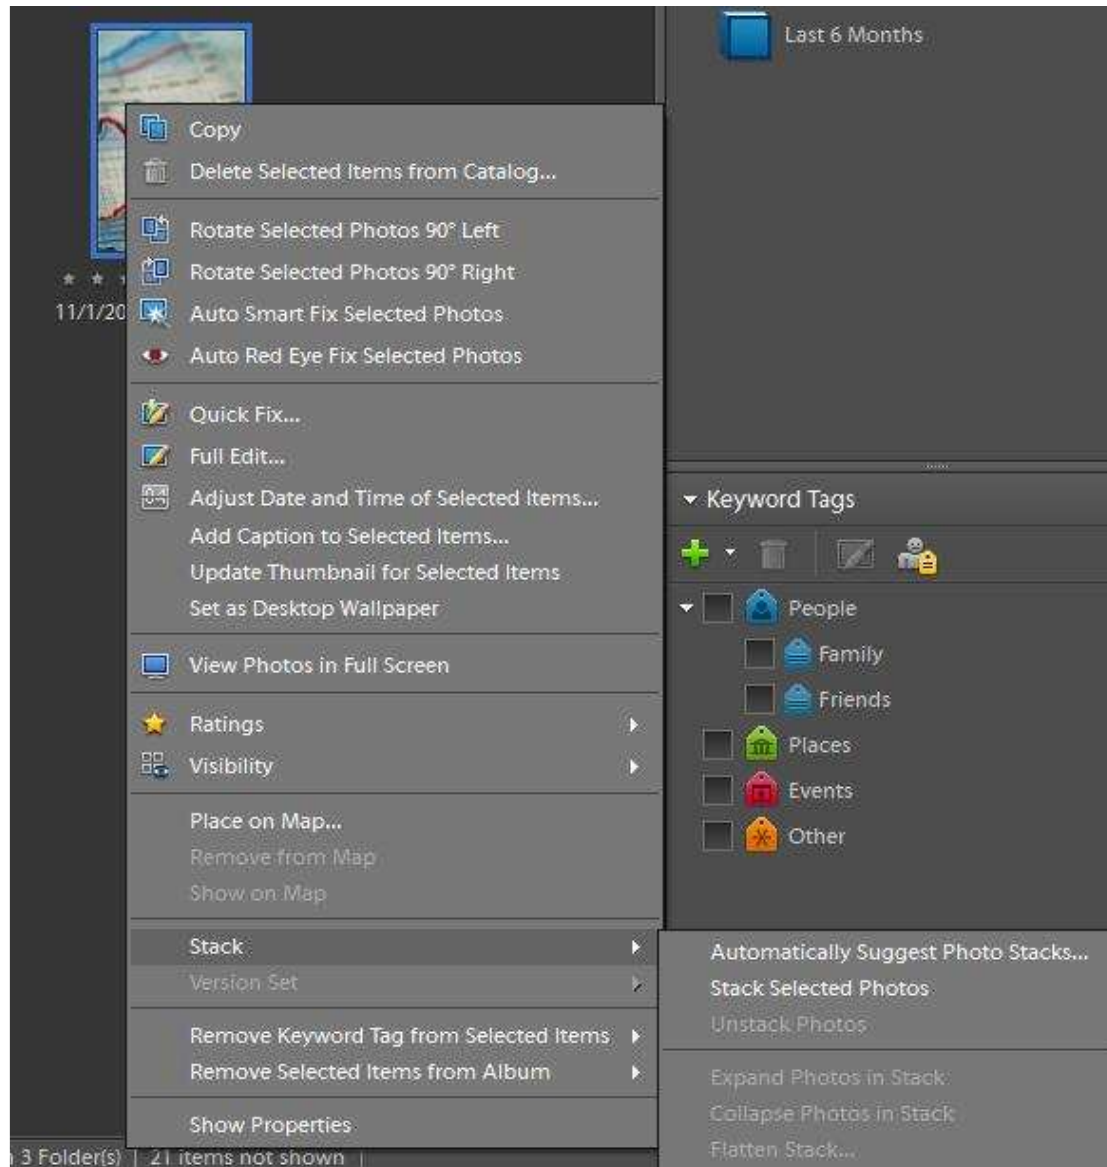 Last 6 Months
Copy
Delete Selected Items from Catalog...
Rotate Selected Photos 90° Left
Rotate Selected Photos 90° Right
11/1/20
Auto Smart Fix Selected Photos
Auto Red Eye Fix Selected Photos
Quick Fix...
Full Edit...
Adjust Date and Time of Selected Items...
Add Caption to Selected Items...
Update Thumbnail for Selected Items
Set as Desktop Wallpaper
View Photos in Full Screen
Ratings
Visibility
Place on Map...
Remove from Map
Show on Map
Stack
Version Set
Remove Keyword Tag from Selected Items
Remove Selected Items from Album
Show Properties
3 Folder(s) | 21 items not shown |
Keyword Tags
People
Family
Friends
Places
Events
Other
Automatically Suggest Photo Stacks...
Stack Selected Photos
Unstack Photos
Expand Photos in Stack
Collapse Photos in Stack
Flatten Stack...